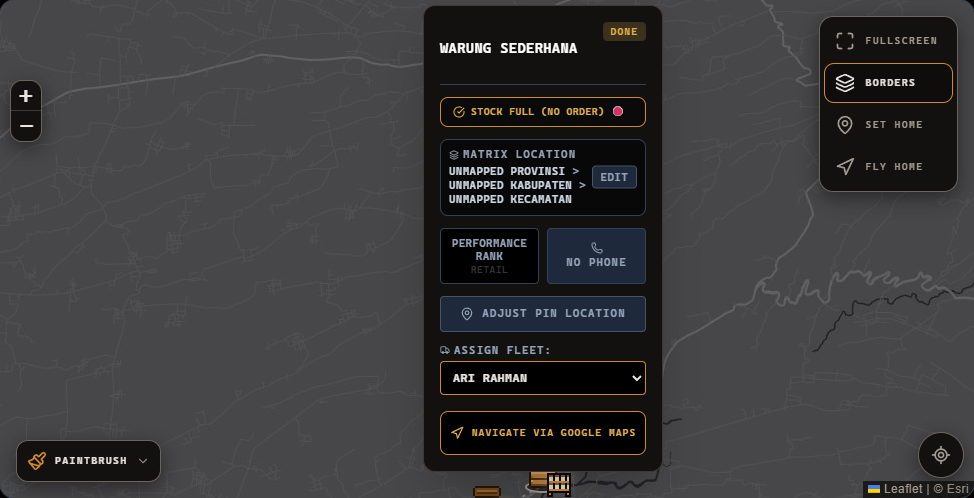 DONE
WARUNG SEDERHANA
STOCK FULL (NO ORDER)
MATRIX LOCATION
UNMAPPED PROVINSI >
UNMAPPED KABUPATEN >
UNMAPPED KECAMATAN
EDIT
PERFORMANCE
RANK
RETAIL
NO PHONE
ADJUST PIN LOCATION
ASSIGN FLEET:
ARI RAHMAN
NAVIGATE VIA GOOGLE MAPS
+
−
FULLSCREEN
BORDERS
SET HOME
FLY HOME
PAINTBRUSH
Leaflet | © Esri